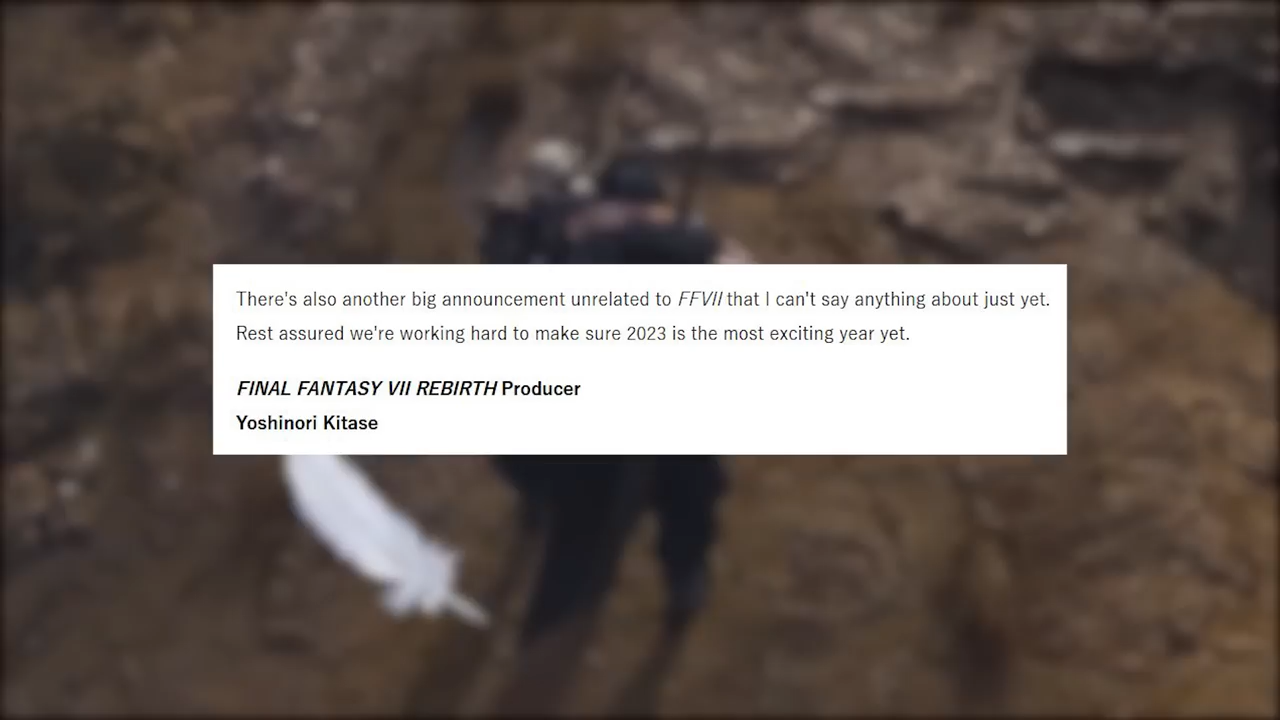 There's also another big announcement unrelated to FFVII that I can't say anything about just yet.
Rest assured we're working hard to make sure 2023 is the most exciting year yet.
FINAL FANTASY VII REBIRTH Producer
Yoshinori Kitase